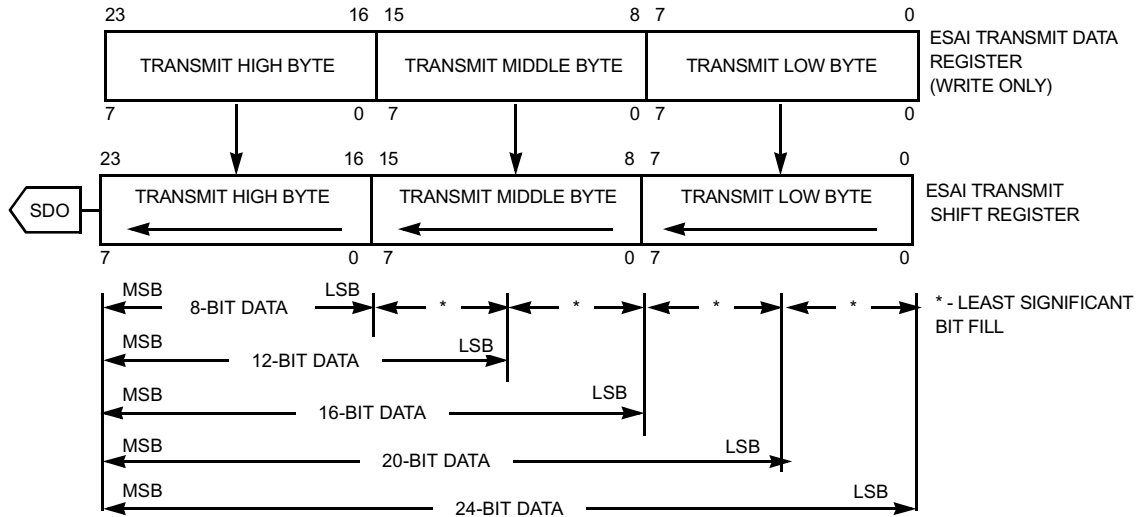 23 16 15 8 7 0
TRANSMIT HIGH BYTE TRANSMIT MIDDLE BYTE TRANSMIT LOW BYTE
ESAI TRANSMIT DATA
REGISTER
(WRITE ONLY)
7 0 7 0 7 0
23 16 15 8 7 0
SDO
TRANSMIT HIGH BYTE TRANSMIT MIDDLE BYTE TRANSMIT LOW BYTE
ESAI TRANSMIT
SHIFT REGISTER
7 0 7 0 7 0
MSB LSB
8-BIT DATA * * * *
* - LEAST SIGNIFICANT
BIT FILL
MSB LSB
12-BIT DATA
MSB LSB
16-BIT DATA
MSB LSB
20-BIT DATA
MSB LSB
24-BIT DATA